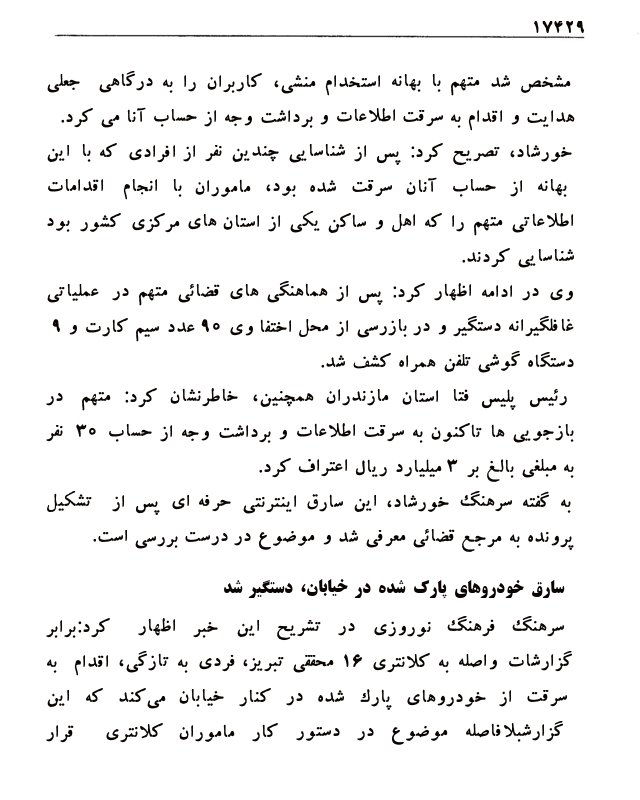 ۱۷۴۲۹
مشخص شد متهم با بهانه استخدام منشی، کاربران را به درگاهی جعلی
هدایت و اقدام به سرقت اطلاعات و برداشت وجه از حساب آنا می کرد.
خورشاد، تصریح کرد: پس از شناسایی چندین نفر از افرادی که با این
بهانه از حساب آنان سرقت شده بود، ماموران با انجام اقدامات
اطلاعاتی متهم را که اهل و ساکن یکی از استان های مرکزی کشور بود
شناسایی کردند.
وی در ادامه اظهار کرد: پس از هماهنگی های قضائی متهم در عملیاتی
غافلگیرانه دستگیر و در بازرسی از محل اختفا وی ۹۰ عدد سیم کارت و ۹
دستگاه گوشی تلفن همراه کشف شد.
رئیس پلیس فتا استان مازندران همچنین، خاطرنشان کرد: متهم در
بازجویی ها تاکنون به سرقت اطلاعات و برداشت وجه از حساب ۳۰ نفر
به مبلغی بالغ بر ۳ میلیارد ریال اعتراف کرد.
به گفته سرهنگ خورشاد، این سارق اینترنتی حرفه ای پس از تشکیل
پرونده به مرجع قضائی معرفی شد و موضوع در درست بررسی است.
سارق خودروهای پارک شده در خیابان، دستگیر شد
سرهنگ فرهنگ نوروزی در تشریح این خبر اظهار کرد:برابر
گزارشات واصله به کلانتری ۱۶ محققی تبریز، فردی به تازگی، اقدام به
سرقت از خودروهای پارک شده در کنار خیابان می‌کند که این
گزارشبلافاصله موضوع در دستور کار ماموران کلانتری قرار